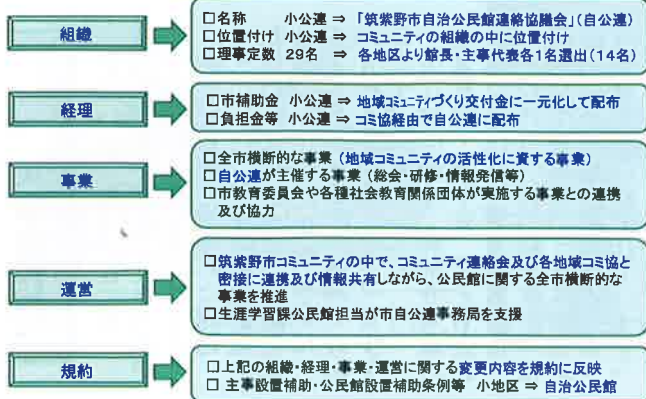 組織
□名称 小公連 ⇒ 「筑紫野市自治公民館連絡協議会」(自公連)
□位置付け 小公連 ⇒ コミュニティの組織の中に位置付け
□理事定数 29名 ⇒ 各地区より館長・主事代表各1名選出(14名)
経理
□市補助金 小公連 ⇒ 地域コミュニティづくり交付金に一元化して配布
□負担金等 小公連 ⇒ コミ協経由で自公連に配布
事業
□全市横断的な事業 (地域コミュニティの活性化に資する事業)
□自公連が主催する事業 (総会・研修・情報発信等)
□市教育委員会や各種社会教育関係団体が実施する事業との連携
及び協力
運営
□筑紫野市コミュニティの中で、コミュニティ連絡会及び各地域コミ協と
密接に連携及び情報共有しながら、公民館に関する全市横断的な
事業を推進
□生涯学習課公民館担当が市自公連事務局を支援
規約
□上記の組織・経理・事業・運営に関する変更内容を規約に反映
□ 主事設置補助・公民館設置補助条例等 小地区 ⇒ 自治公民館